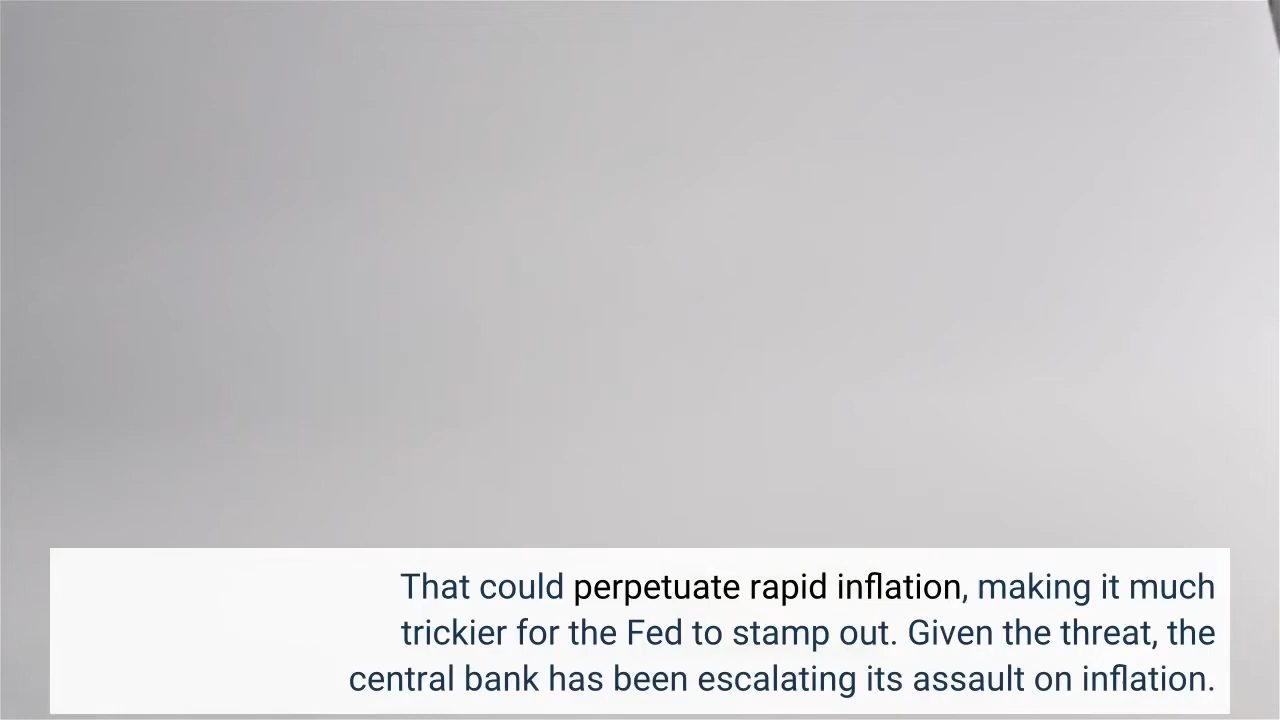 That could perpetuate rapid inflation, making it much
trickier for the Fed to stamp out. Given the threat, the
central bank has been escalating its assault on inflation.